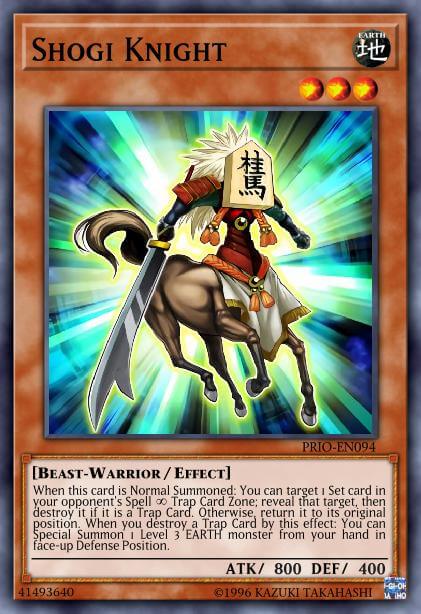 Shogi Knight
EARTH
地
桂馬
PRIO-EN094
[Beast-Warrior / Effect]
When this card is Normal Summoned: You can target 1 Set card in
your opponent's Spell ∞ Trap Card Zone; reveal that target, then
destroy it if it is a Trap Card. Otherwise, return it to its original
position. When you destroy a Trap Card by this effect: You can
Special Summon 1 Level 3 EARTH monster from your hand in
face-up Defense Position.
ATK/ 800 DEF/ 400
41493640
©1996 KAZUKI TAKAHASHI